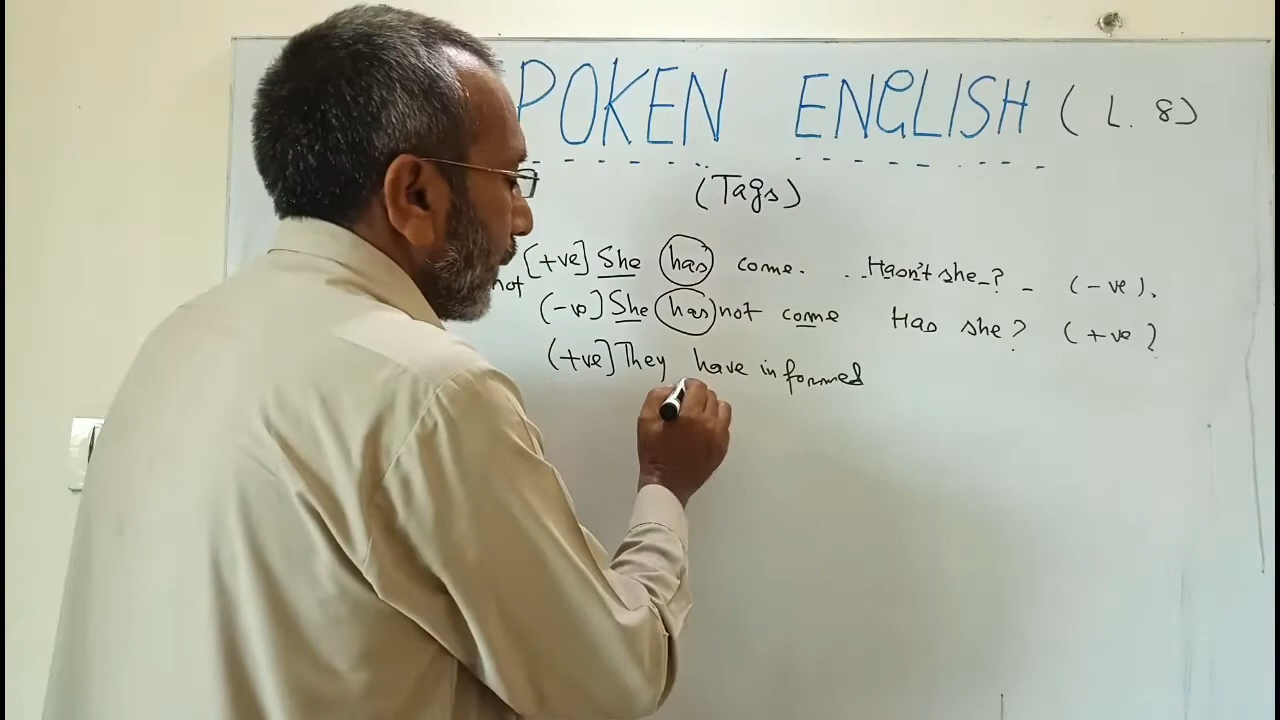 POKEN ENGLISH ( L. 8)
(Tags)
[+ve] She has come. Hasn't she? (-ve).
not
(-ve] She has not come Has she? (+ve)
(+ve] They have informed